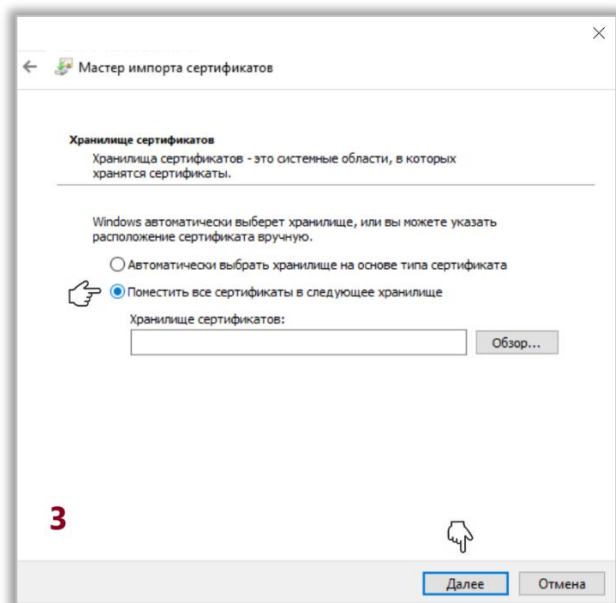 Мастер импорта сертификатов
Хранилище сертификатов
Хранилища сертификатов - это системные области, в которых
хранятся сертификаты.
Windows автоматически выберет хранилище, или вы можете указать
расположение сертификата вручную.
Автоматически выбрать хранилище на основе типа сертификата
Поместить все сертификаты в следующее хранилище
Хранилище сертификатов:
Обзор...
3
Далее
Отмена